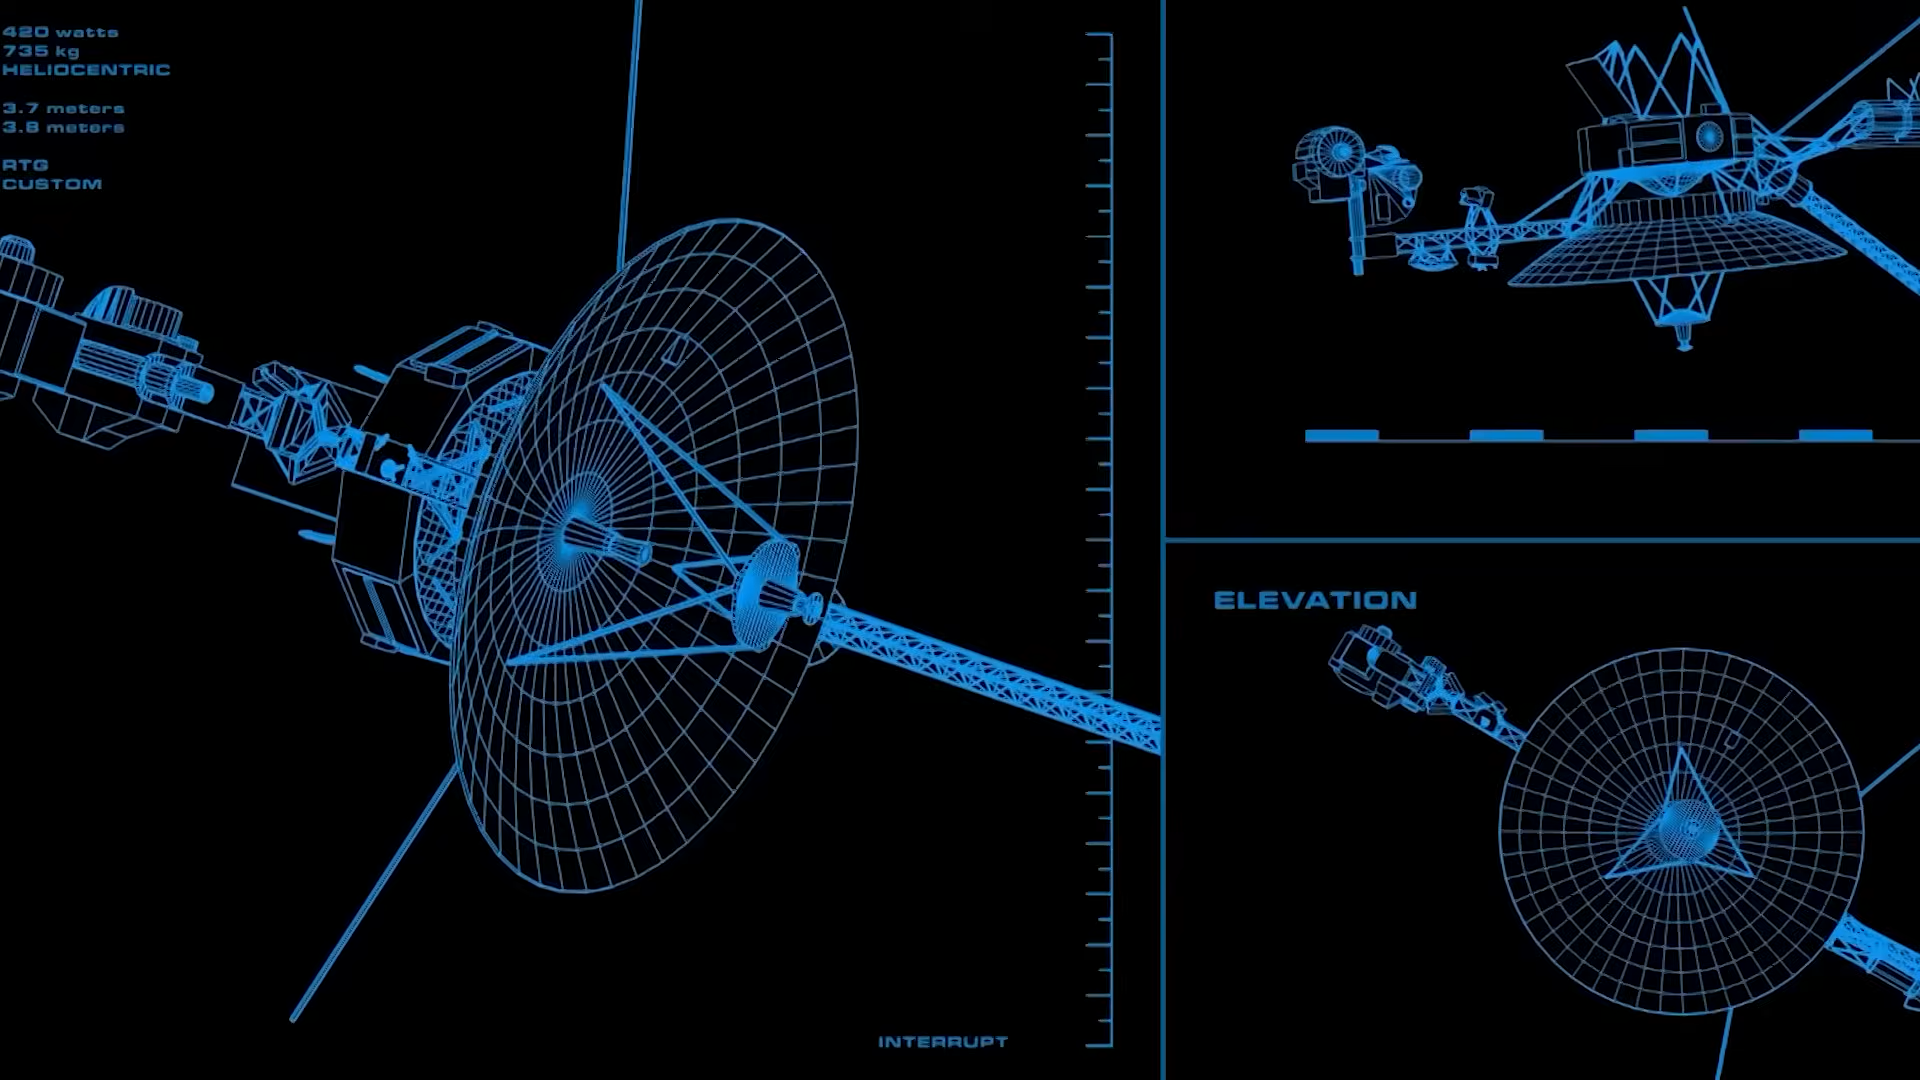 420 watts
735 kg
HELIOCENTRIC
3.7 meters
3.8 meters
RTG
CUSTOM
ELEVATION
INTERRUPT